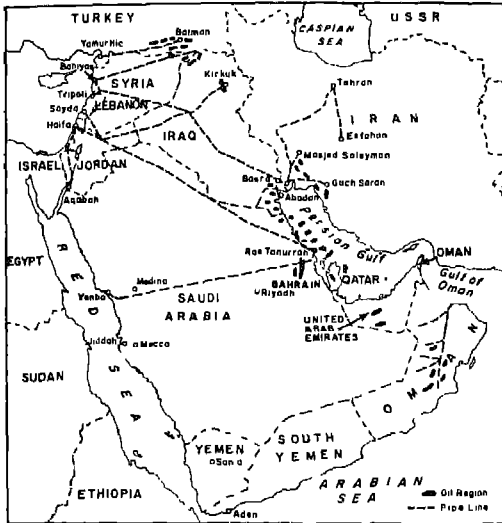 TURKEY
CASPIAN
SEA
USSR
Batman
Yamurlic
Baniyas
SYRIA
Tripoli
Sayda
LEBANON
Haifa
Kirkuk
IRAQ
Tehran
IRAN
Esfahan
Masjed Soleyman
ISRAEL
JORDAN
Aqabah
Basra
Abadan
Gach Saran
Persian Gulf
Ras Tanurran
BAHRAIN
QATAR
OMAN
Gulf of
Oman
EGYPT
RED SEA
Yenbo
Medina
SAUDI
ARABIA
Riyadh
UNITED
ARAB
EMIRATES
Jiddah
Mecca
SUDAN
OMAN
YEMEN
Sana
SOUTH
YEMEN
ETHIOPIA
Aden
ARABIAN
SEA
Oil Region
Pipe Line